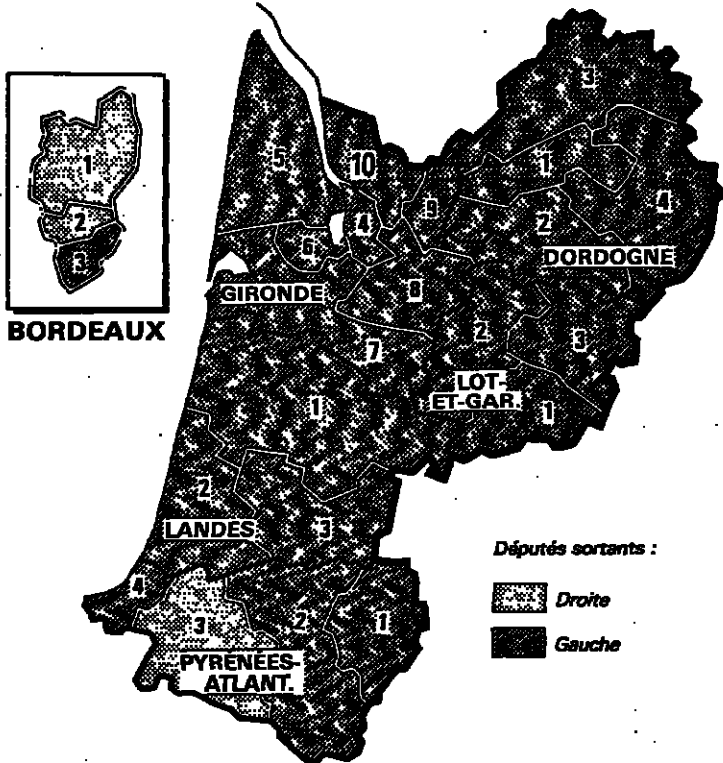 3
5
10
1
1
9
4
4
2
2
6
3
DORDOGNE
8
GIRONDE
BORDEAUX
2
3
7
LOT-
ET-GAR.
1
1
2
LANDES
3
Députés sortants :
4
Droite
3
2
1
Gauche
PYRÉNÉES-
ATLANT.